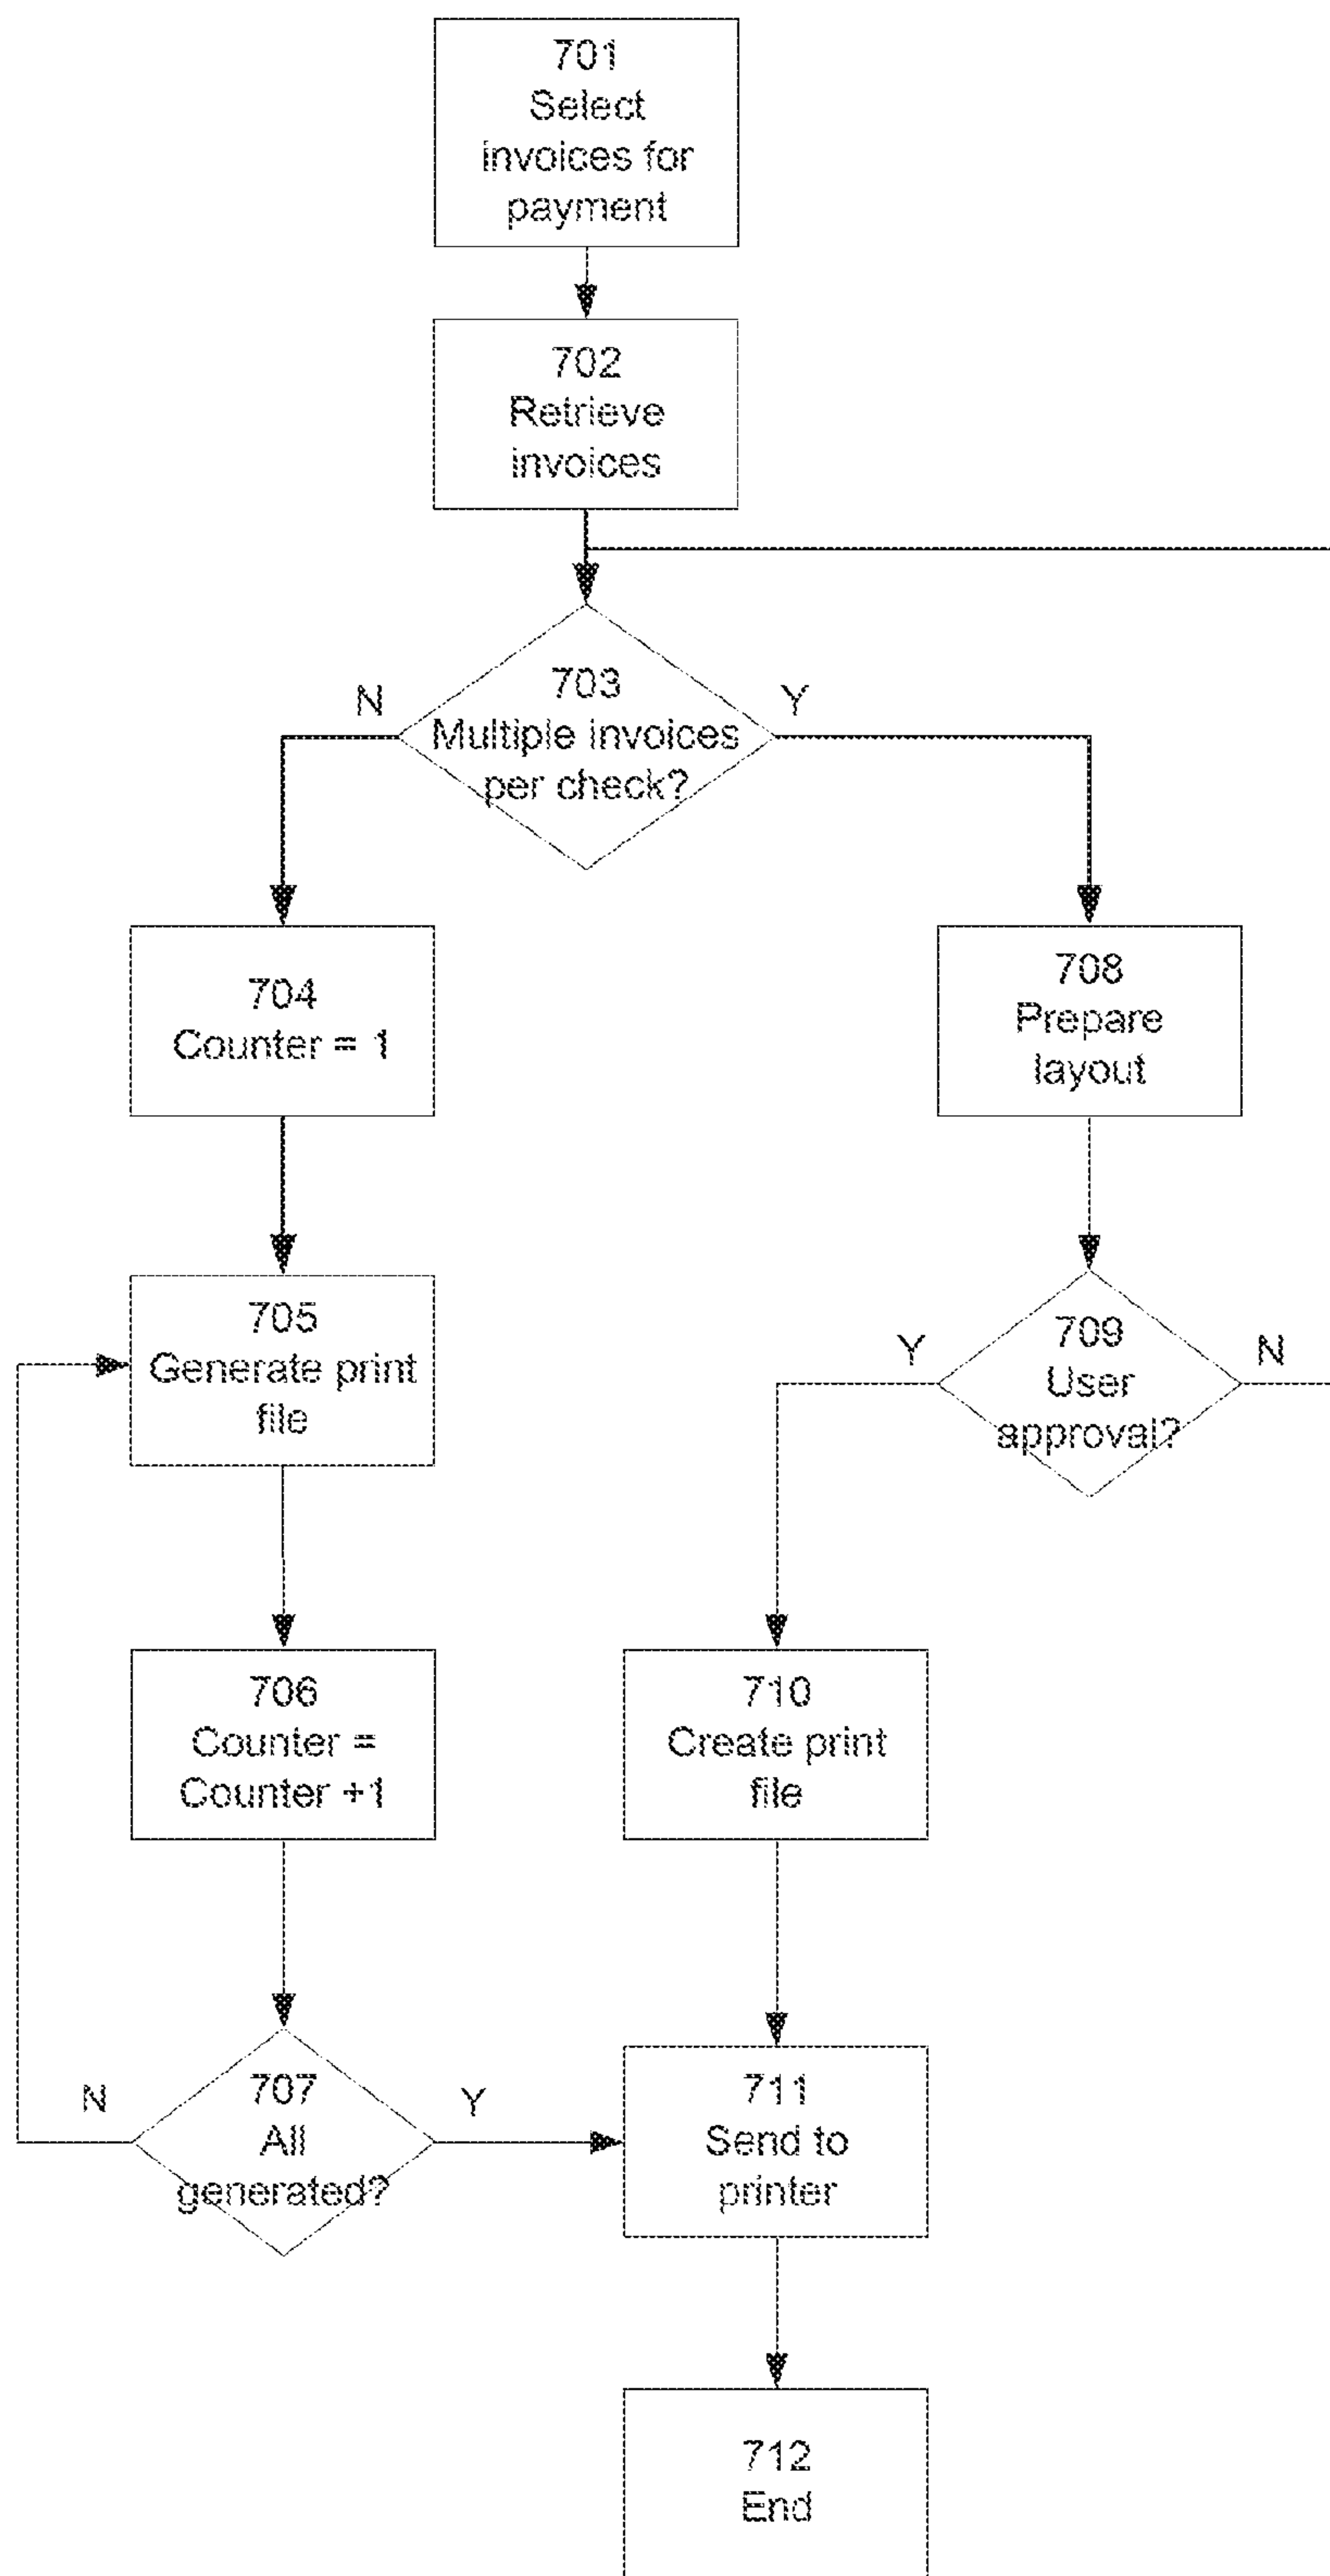 701
Select
invoices for
payment
702
Retrieve
invoices
N
703
Y
Multiple invoices
per check?
704
Counter = 1
708
Prepare
layout
705
Generate print
file
Y
709
N
User
approval?
706
Counter =
Counter +1
710
Create print
file
N
707
Y
All
generated?
711
Send to
printer
712
End